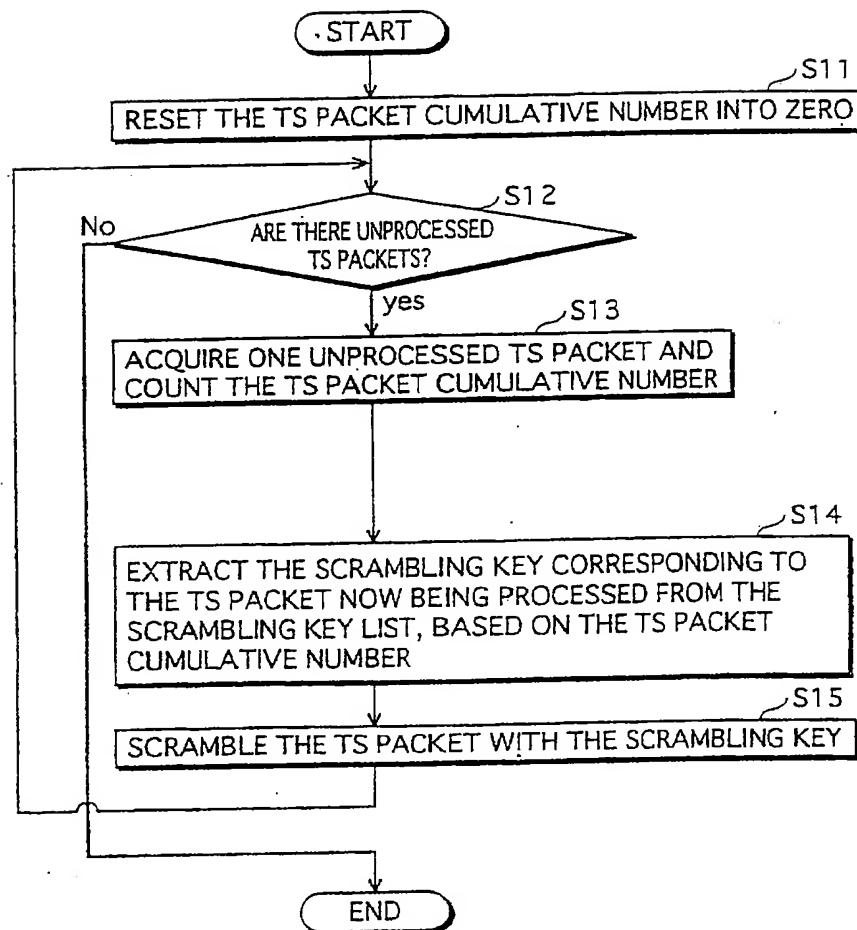 START
S11
RESET THE TS PACKET CUMULATIVE NUMBER INTO ZERO
S12
No
ARE THERE UNPROCESSED
TS PACKETS?
yes
S13
ACQUIRE ONE UNPROCESSED TS PACKET AND
COUNT THE TS PACKET CUMULATIVE NUMBER
S14
EXTRACT THE SCRAMBLING KEY CORRESPONDING TO
THE TS PACKET NOW BEING PROCESSED FROM THE
SCRAMBLING KEY LIST, BASED ON THE TS PACKET
CUMULATIVE NUMBER
S15
SCRAMBLE THE TS PACKET WITH THE SCRAMBLING KEY
END